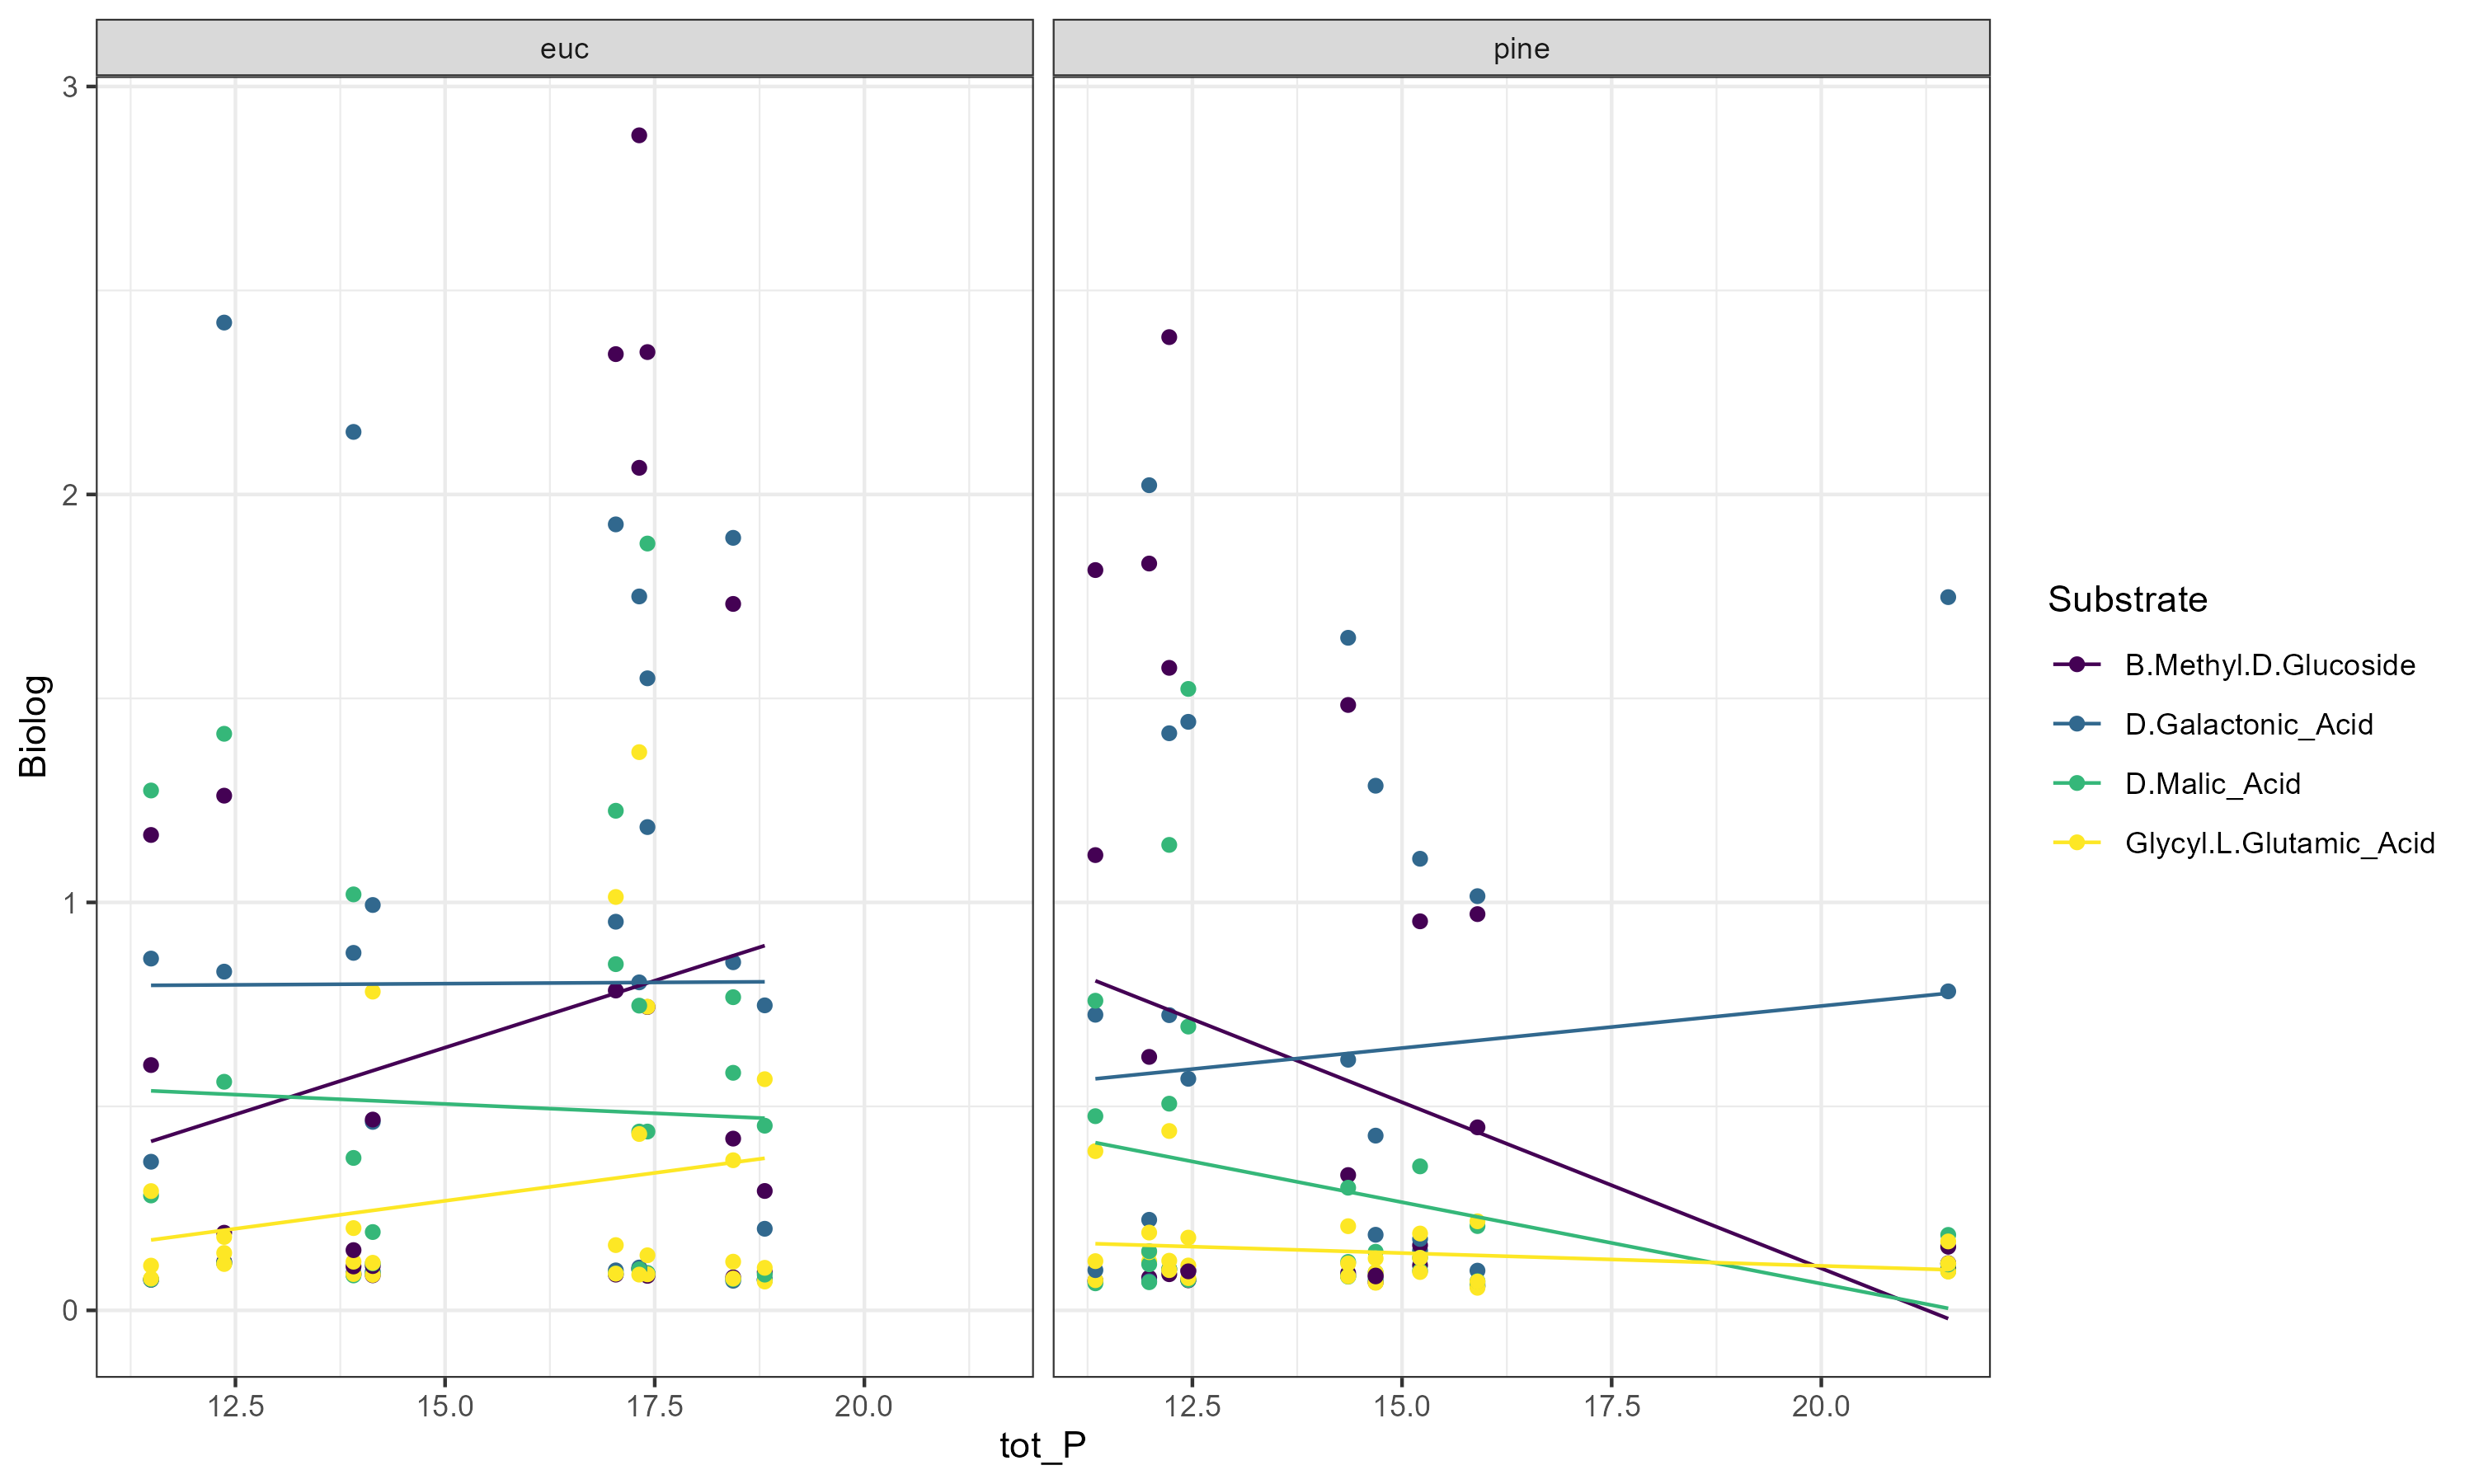 euc
pine
3
2
1
0
Biolog
12.5 15.0 17.5 20.0
12.5 15.0 17.5 20.0
tot_P
Substrate
B.Methyl.D.Glucoside
D.Galactonic_Acid
D.Malic_Acid
Glycyl.L.Glutamic_Acid